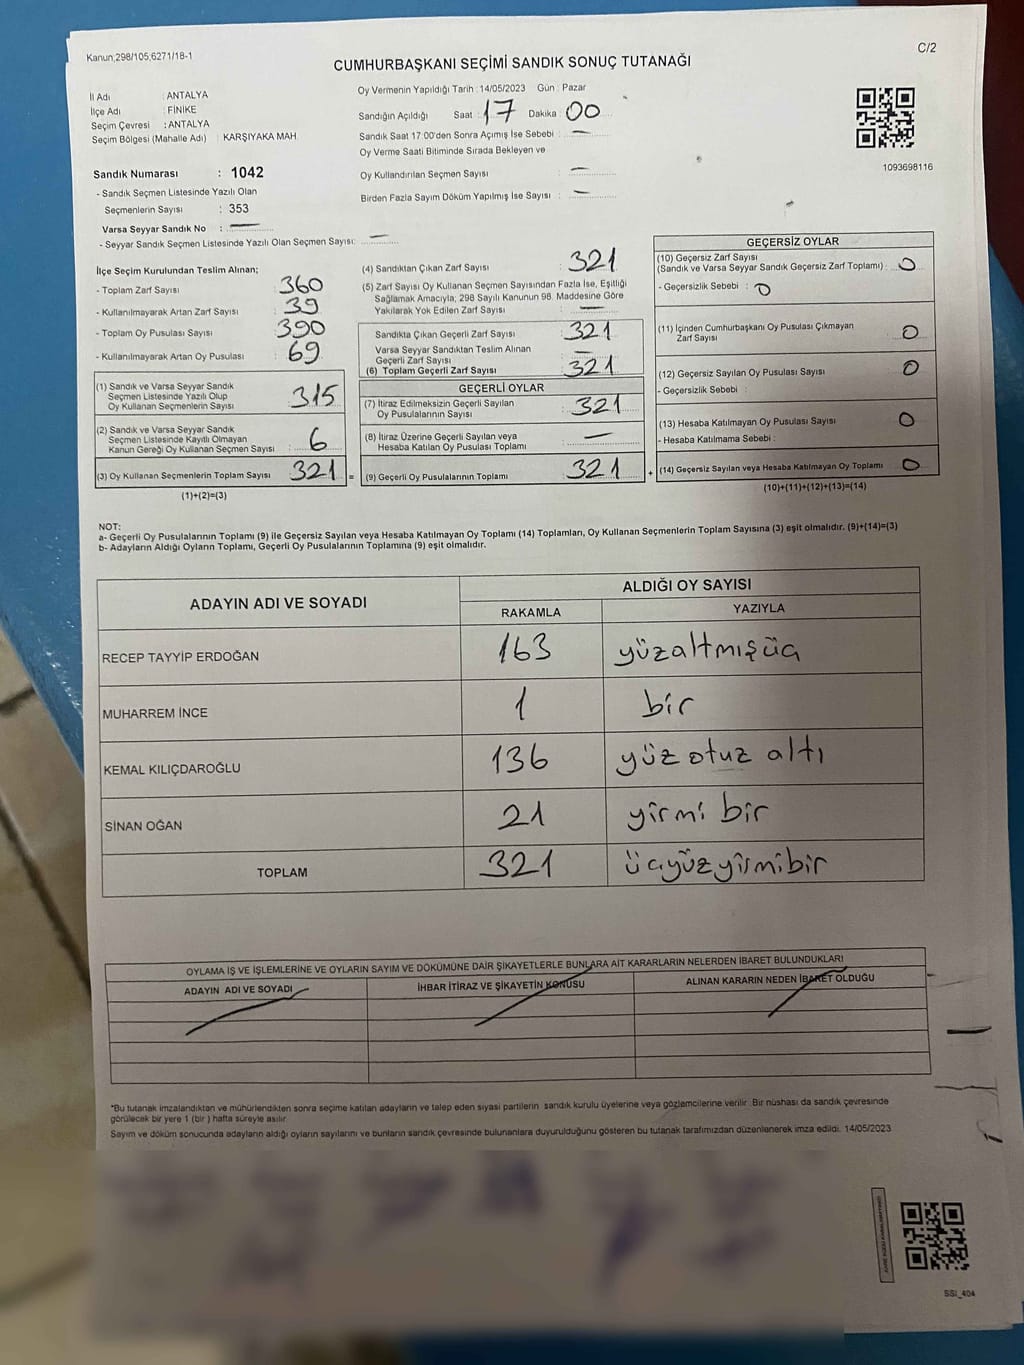 Kanun,298/105;6271/18-1
C/2
CUMHURBAŞKANI SEÇİMİ SANDIK SONUÇ TUTANAĞI
İl Adı : ANTALYA
İlçe Adı : FİNİKE
Seçim Çevresi : ANTALYA
Seçim Bölgesi (Mahalle Adı) : KARŞIYAKA MAH.
Sandık Numarası : 1042
- Sandık Seçmen Listesinde Yazılı Olan
Seçmenlerin Sayısı : 353
Varsa Seyyar Sandık No : —
- Seyyar Sandık Seçmen Listesinde Yazılı Olan Seçmen Sayısı: —
Oy Vermenin Yapıldığı Tarih :14/05/2023 Gün : Pazar
Sandığın Açıldığı Saat : 17 Dakika : 00
Sandık Saat 17:00'den Sonra Açımış İse Sebebi : —
Oy Verme Saati Bitiminde Sırada Bekleyen ve
Oy Kullandırılan Seçmen Sayısı : —
Birden Fazla Sayım Döküm Yapılmış İse Sayısı : —
1093698116
İlçe Seçim Kurulundan Teslim Alınan;
- Toplam Zarf Sayısı : 360
- Kullanılmayarak Artan Zarf Sayısı : 39
- Toplam Oy Pusulası Sayısı : 390
- Kullanılmayarak Artan Oy Pusulası : 69
(1) Sandık ve Varsa Seyyar Sandık
Seçmen Listesinde Yazılı Olup
Oy Kullanan Seçmenlerin Sayısı : 315
(2) Sandık ve Varsa Seyyar Sandık
Seçmen Listesinde Kayıtlı Olmayan
Kanun Gereği Oy Kullanan Seçmen Sayısı : 6
(3) Oy Kullanan Seçmenlerin Toplam Sayısı : 321 =
(1)+(2)=(3)
(4) Sandıktan Çıkan Zarf Sayısı : 321
(5) Zarf Sayısı Oy Kullanan Seçmen Sayısından Fazla İse, Eşitliği
Sağlamak Amacıyla; 298 Sayılı Kanunun 98. Maddesine Göre
Yakılarak Yok Edilen Zarf Sayısı : —
Sandıkta Çıkan Geçerli Zarf Sayısı : 321
Varsa Seyyar Sandıktan Teslim Alınan
Geçerli Zarf Sayısı : —
(6) Toplam Geçerli Zarf Sayısı : 321
GEÇERLİ OYLAR
(7) İtiraz Edilmeksizin Geçerli Sayılan
Oy Pusulalarının Sayısı : 321
(8) İtiraz Üzerine Geçerli Sayılan veya
Hesaba Katılan Oy Pusulası Toplamı : —
(9) Geçerli Oy Pusulalarının Toplamı : 321 +
GEÇERSİZ OYLAR
(10) Geçersiz Zarf Sayısı
(Sandık ve Varsa Seyyar Sandık Geçersiz Zarf Toplamı) : 0
- Geçersizlik Sebebi : 0
(11) İçinden Cumhurbaşkanı Oy Pusulası Çıkmayan
Zarf Sayısı : 0
(12) Geçersiz Sayılan Oy Pusulası Sayısı : 0
- Geçersizlik Sebebi :
(13) Hesaba Katılmayan Oy Pusulası Sayısı : 0
- Hesaba Katılmama Sebebi :
(14) Geçersiz Sayılan veya Hesaba Katılmayan Oy Toplamı : 0
(10)+(11)+(12)+(13)=(14)
NOT:
a- Geçerli Oy Pusulalarının Toplamı (9) ile Geçersiz Sayılan veya Hesaba Katılmayan Oy Toplamı (14) Toplamları, Oy Kullanan Seçmenlerin Toplam Sayısına (3) eşit olmalıdır. (9)+(14)=(3)
b- Adayların Aldığı Oyların Toplamı, Geçerli Oy Pusulalarının Toplamına (9) eşit olmalıdır.
ADAYIN ADI VE SOYADI
ALDIĞI OY SAYISI
RAKAMLA YAZIYLA
RECEP TAYYİP ERDOĞAN 163 yüzaltmışüç
MUHARREM İNCE 1 bir
KEMAL KILIÇDAROĞLU 136 yüz otuz altı
SİNAN OĞAN 21 yirmi bir
TOPLAM 321 üçyüzyirmibir
OYLAMA İŞ VE İŞLEMLERİNE VE OYLARIN SAYIM VE DÖKÜMÜNE DAİR ŞİKAYETLERLE BUNLARA AİT KARARLARIN NELERDEN İBARET BULUNDUKLARI
ADAYIN ADI VE SOYADI İHBAR İTİRAZ VE ŞİKAYETİN KONUSU ALINAN KARARIN NEDEN İBARET OLDUĞU
*Bu tutanak imzalandıktan ve mühürlendikten sonra seçime katılan adayların ve talep eden siyasi partilerin sandık kurulu üyelerine veya gözlemcilerine verilir. Bir nüshası da sandık çevresinde
görülecek bir yere 1 (bir) hafta süreyle asılır.
Sayım ve döküm sonucunda adayların aldığı oyların sayılarını ve bunların sandık çevresinde bulunanlara duyurulduğunu gösteren bu tutanak tarafımızdan düzenlenerek imza edildi. 14/05/2023
SSI_404